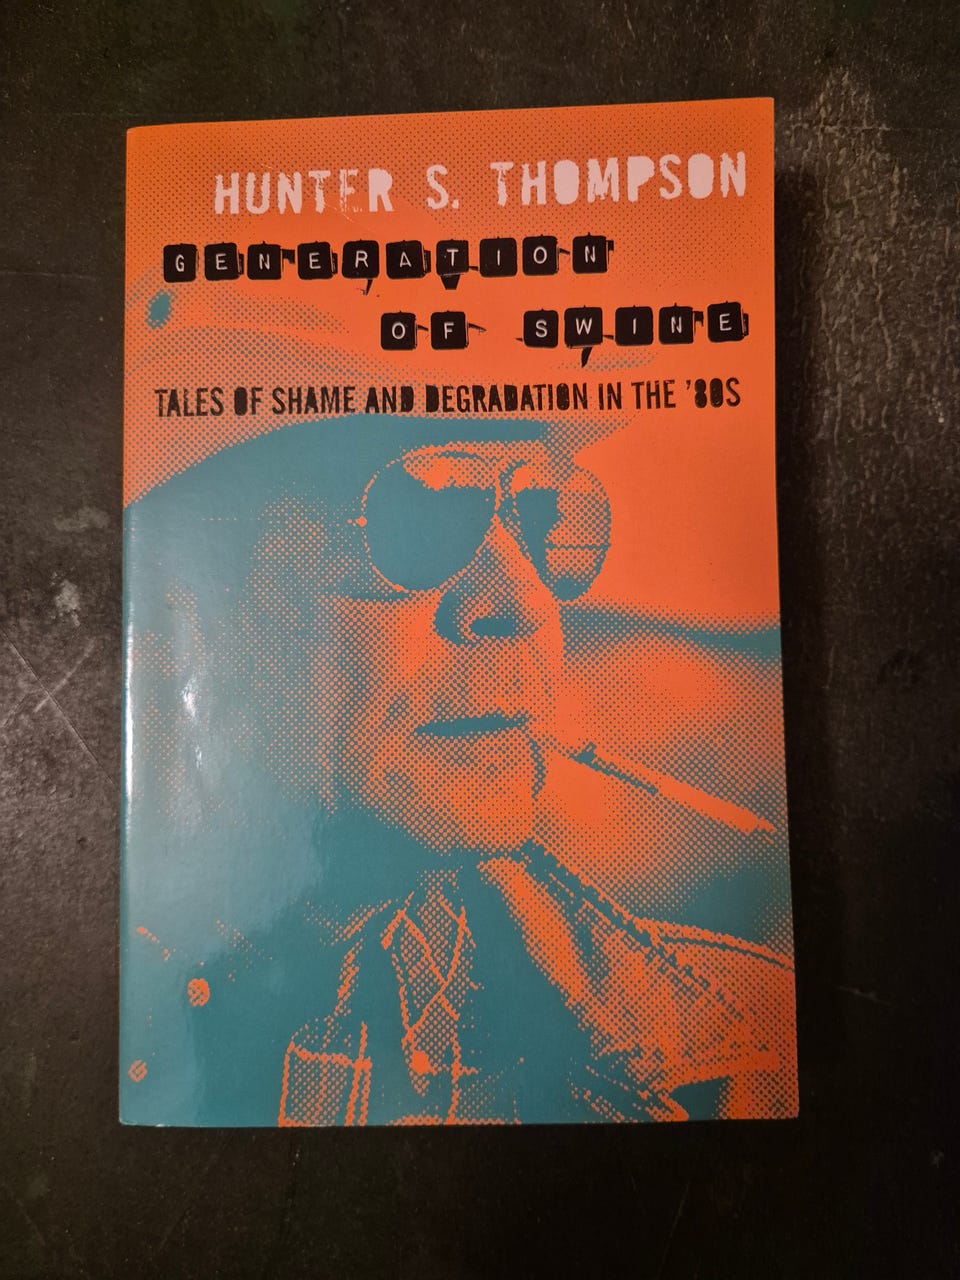 HUNTER S. THOMPSON
GENERATION
OF SWINE
TALES OF SHAME AND DEGRADATION IN THE '80S